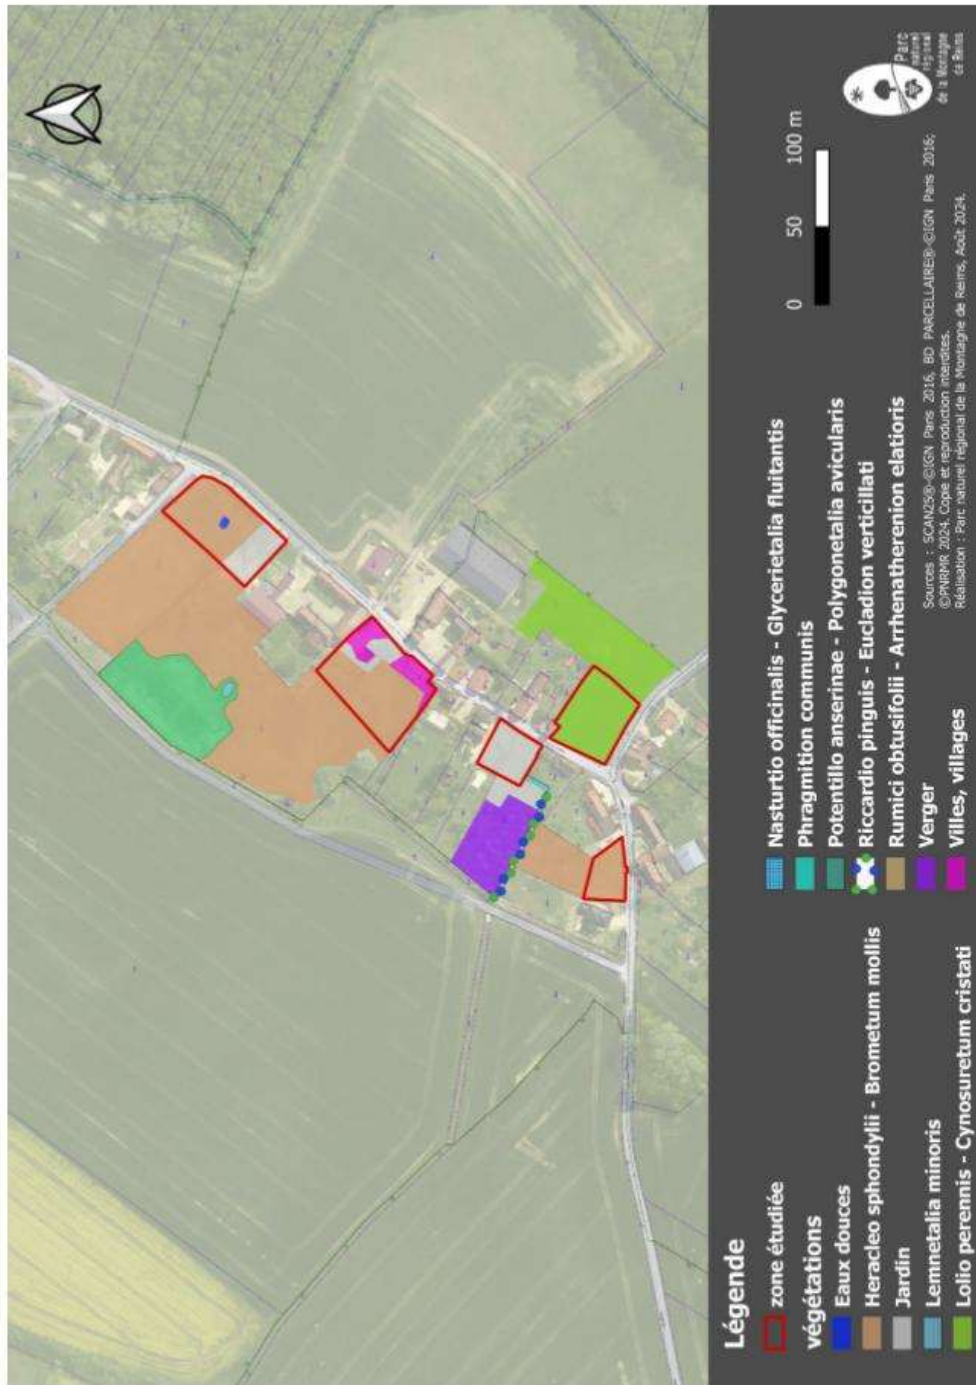 Légende
zone étudiée
végétations
Eaux douces
Heracleo sphondylii - Brometum mollis
Jardin
Lemnetalia minoris
Lolio perennis - Cynosuretum cristati
Nasturtio officinalis - Glycerietalia fluitantis
Phragmition communis
Potentillo anserinae - Polygonetalia avicularis
Riccardio pinguis - Eucladion verticillati
Rumici obtusifolii - Arrhenatherenion elatioris
Verger
Villes, villages
0 50 100 m
Sources : SCAN25®-©IGN Paris 2016, BD PARCELLAIRE®-©IGN Paris 2016;
©PNRMR 2024. Copie et reproduction interdites.
Réalisation : Parc naturel régional de la Montagne de Reims, Août 2024.
Parc
naturel
régional
de la Montagne
de Reims